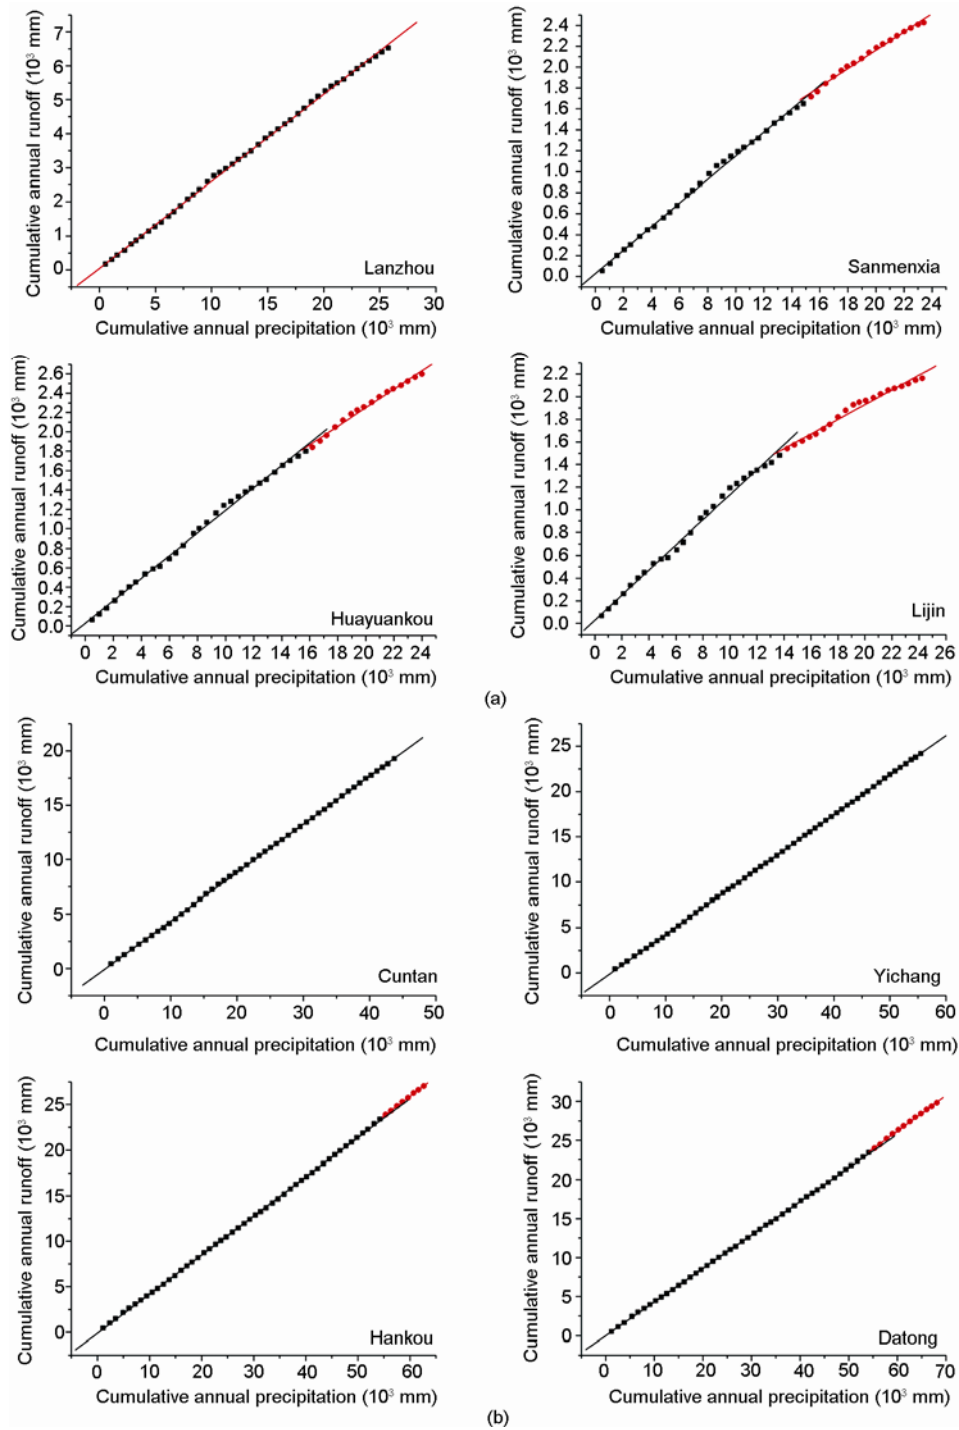 Cumulative annual runoff (10³ mm)
7
6
5
4
3
2
1
0
Lanzhou
0 5 10 15 20 25 30
Cumulative annual precipitation (10³ mm)
Cumulative annual runoff (10³ mm)
2.4
2.2
2.0
1.8
1.6
1.4
1.2
1.0
0.8
0.6
0.4
0.2
0.0
Sanmenxia
0 2 4 6 8 10 12 14 16 18 20 22 24
Cumulative annual precipitation (10³ mm)
Cumulative annual runoff (10³ mm)
2.6
2.4
2.2
2.0
1.8
1.6
1.4
1.2
1.0
0.8
0.6
0.4
0.2
0.0
Huayuankou
0 2 4 6 8 10 12 14 16 18 20 22 24
Cumulative annual precipitation (10³ mm)
Cumulative annual runoff (10³ mm)
2.2
2.0
1.8
1.6
1.4
1.2
1.0
0.8
0.6
0.4
0.2
0.0
Lijin
0 2 4 6 8 10 12 14 16 18 20 22 24 26
Cumulative annual precipitation (10³ mm)
(a)
Cumulative annual runoff (10³ mm)
20
15
10
5
0
Cuntan
0 10 20 30 40 50
Cumulative annual precipitation (10³ mm)
Cumulative annual runoff (10³ mm)
25
20
15
10
5
0
Yichang
0 10 20 30 40 50 60
Cumulative annual precipitation (10³ mm)
Cumulative annual runoff (10³ mm)
25
20
15
10
5
0
Hankou
0 10 20 30 40 50 60
Cumulative annual precipitation (10³ mm)
Cumulative annual runoff (10³ mm)
30
25
20
15
10
5
0
Datong
0 10 20 30 40 50 60 70
Cumulative annual precipitation (10³ mm)
(b)